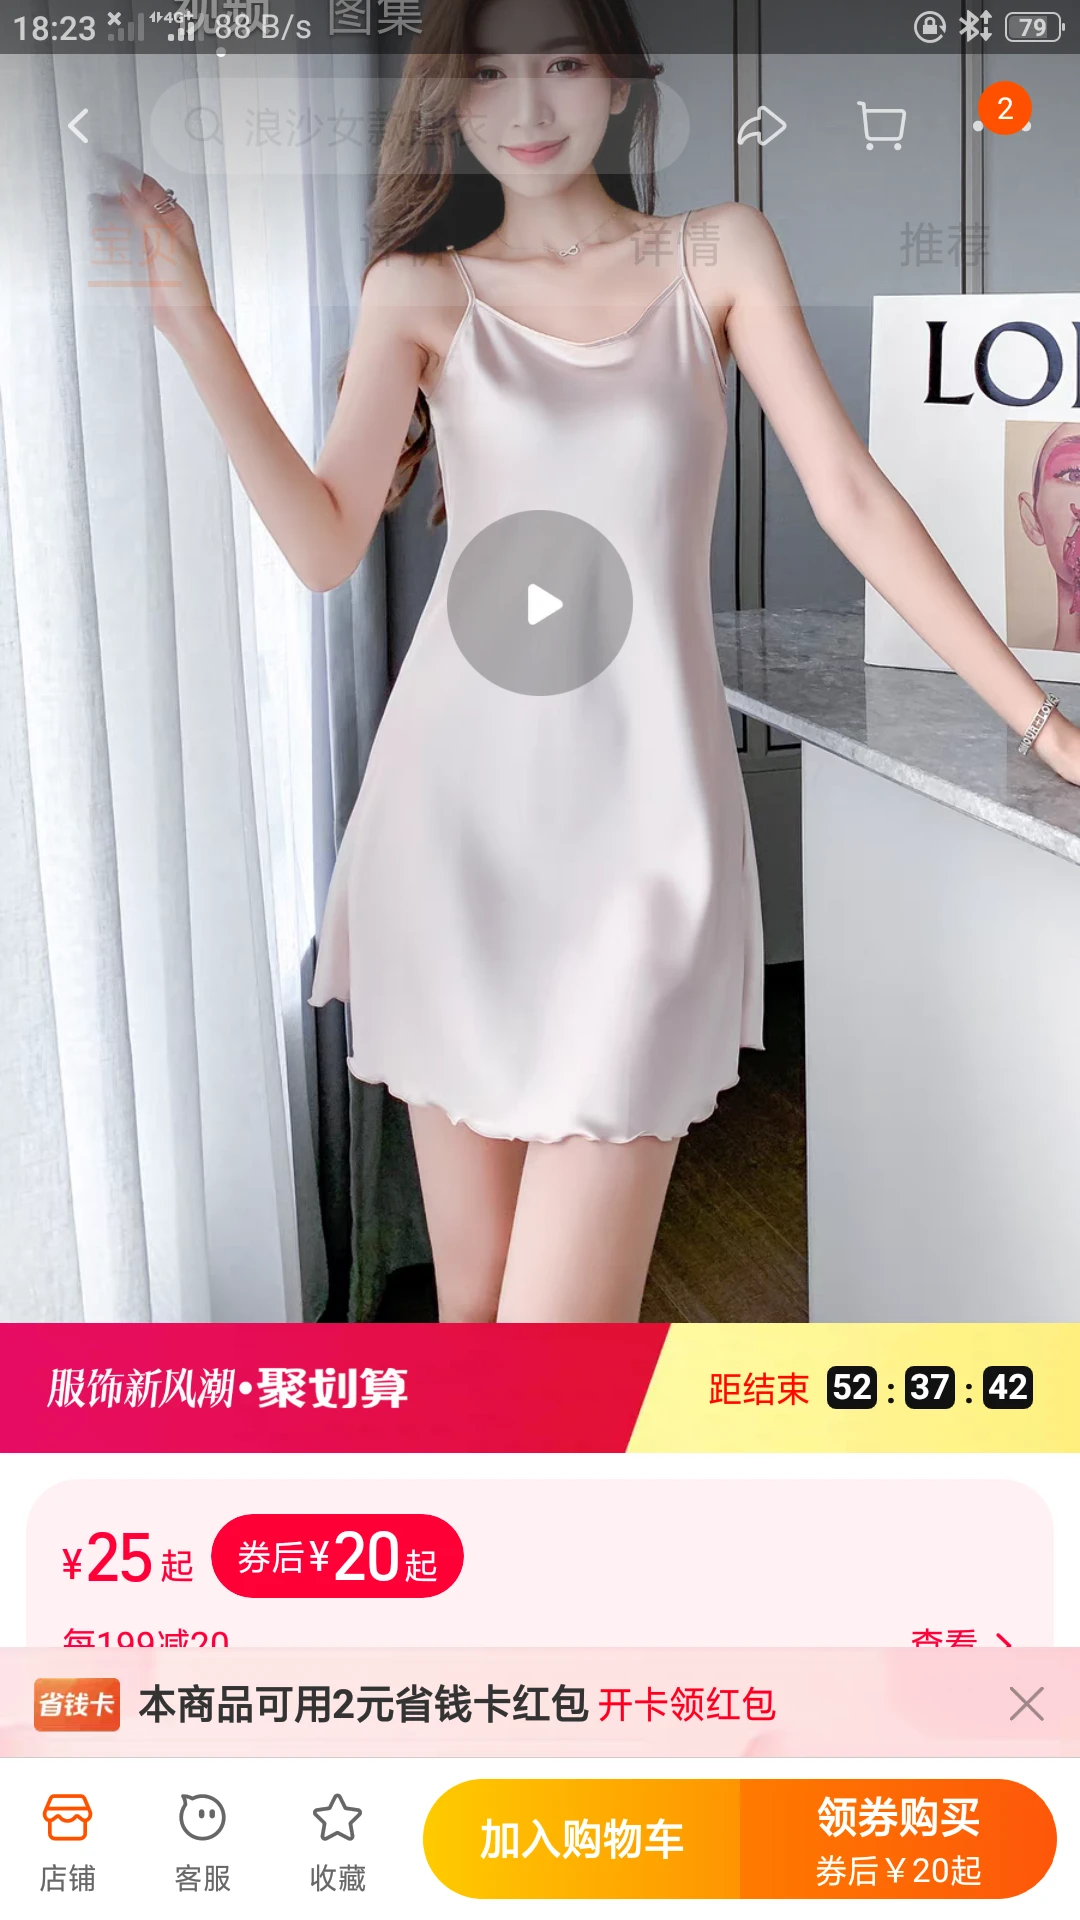 18:23
4G+
88 B/s
79
视频 图集
浪沙女款睡衣
2
宝贝 评价 详情 推荐
LO
服饰新风潮•聚划算
距结束 52 : 37 : 42
¥25起 券后¥20起
每199减20 查看
省钱卡 本商品可用2元省钱卡红包 开卡领红包
店铺 客服 收藏
加入购物车
领券购买
券后¥20起